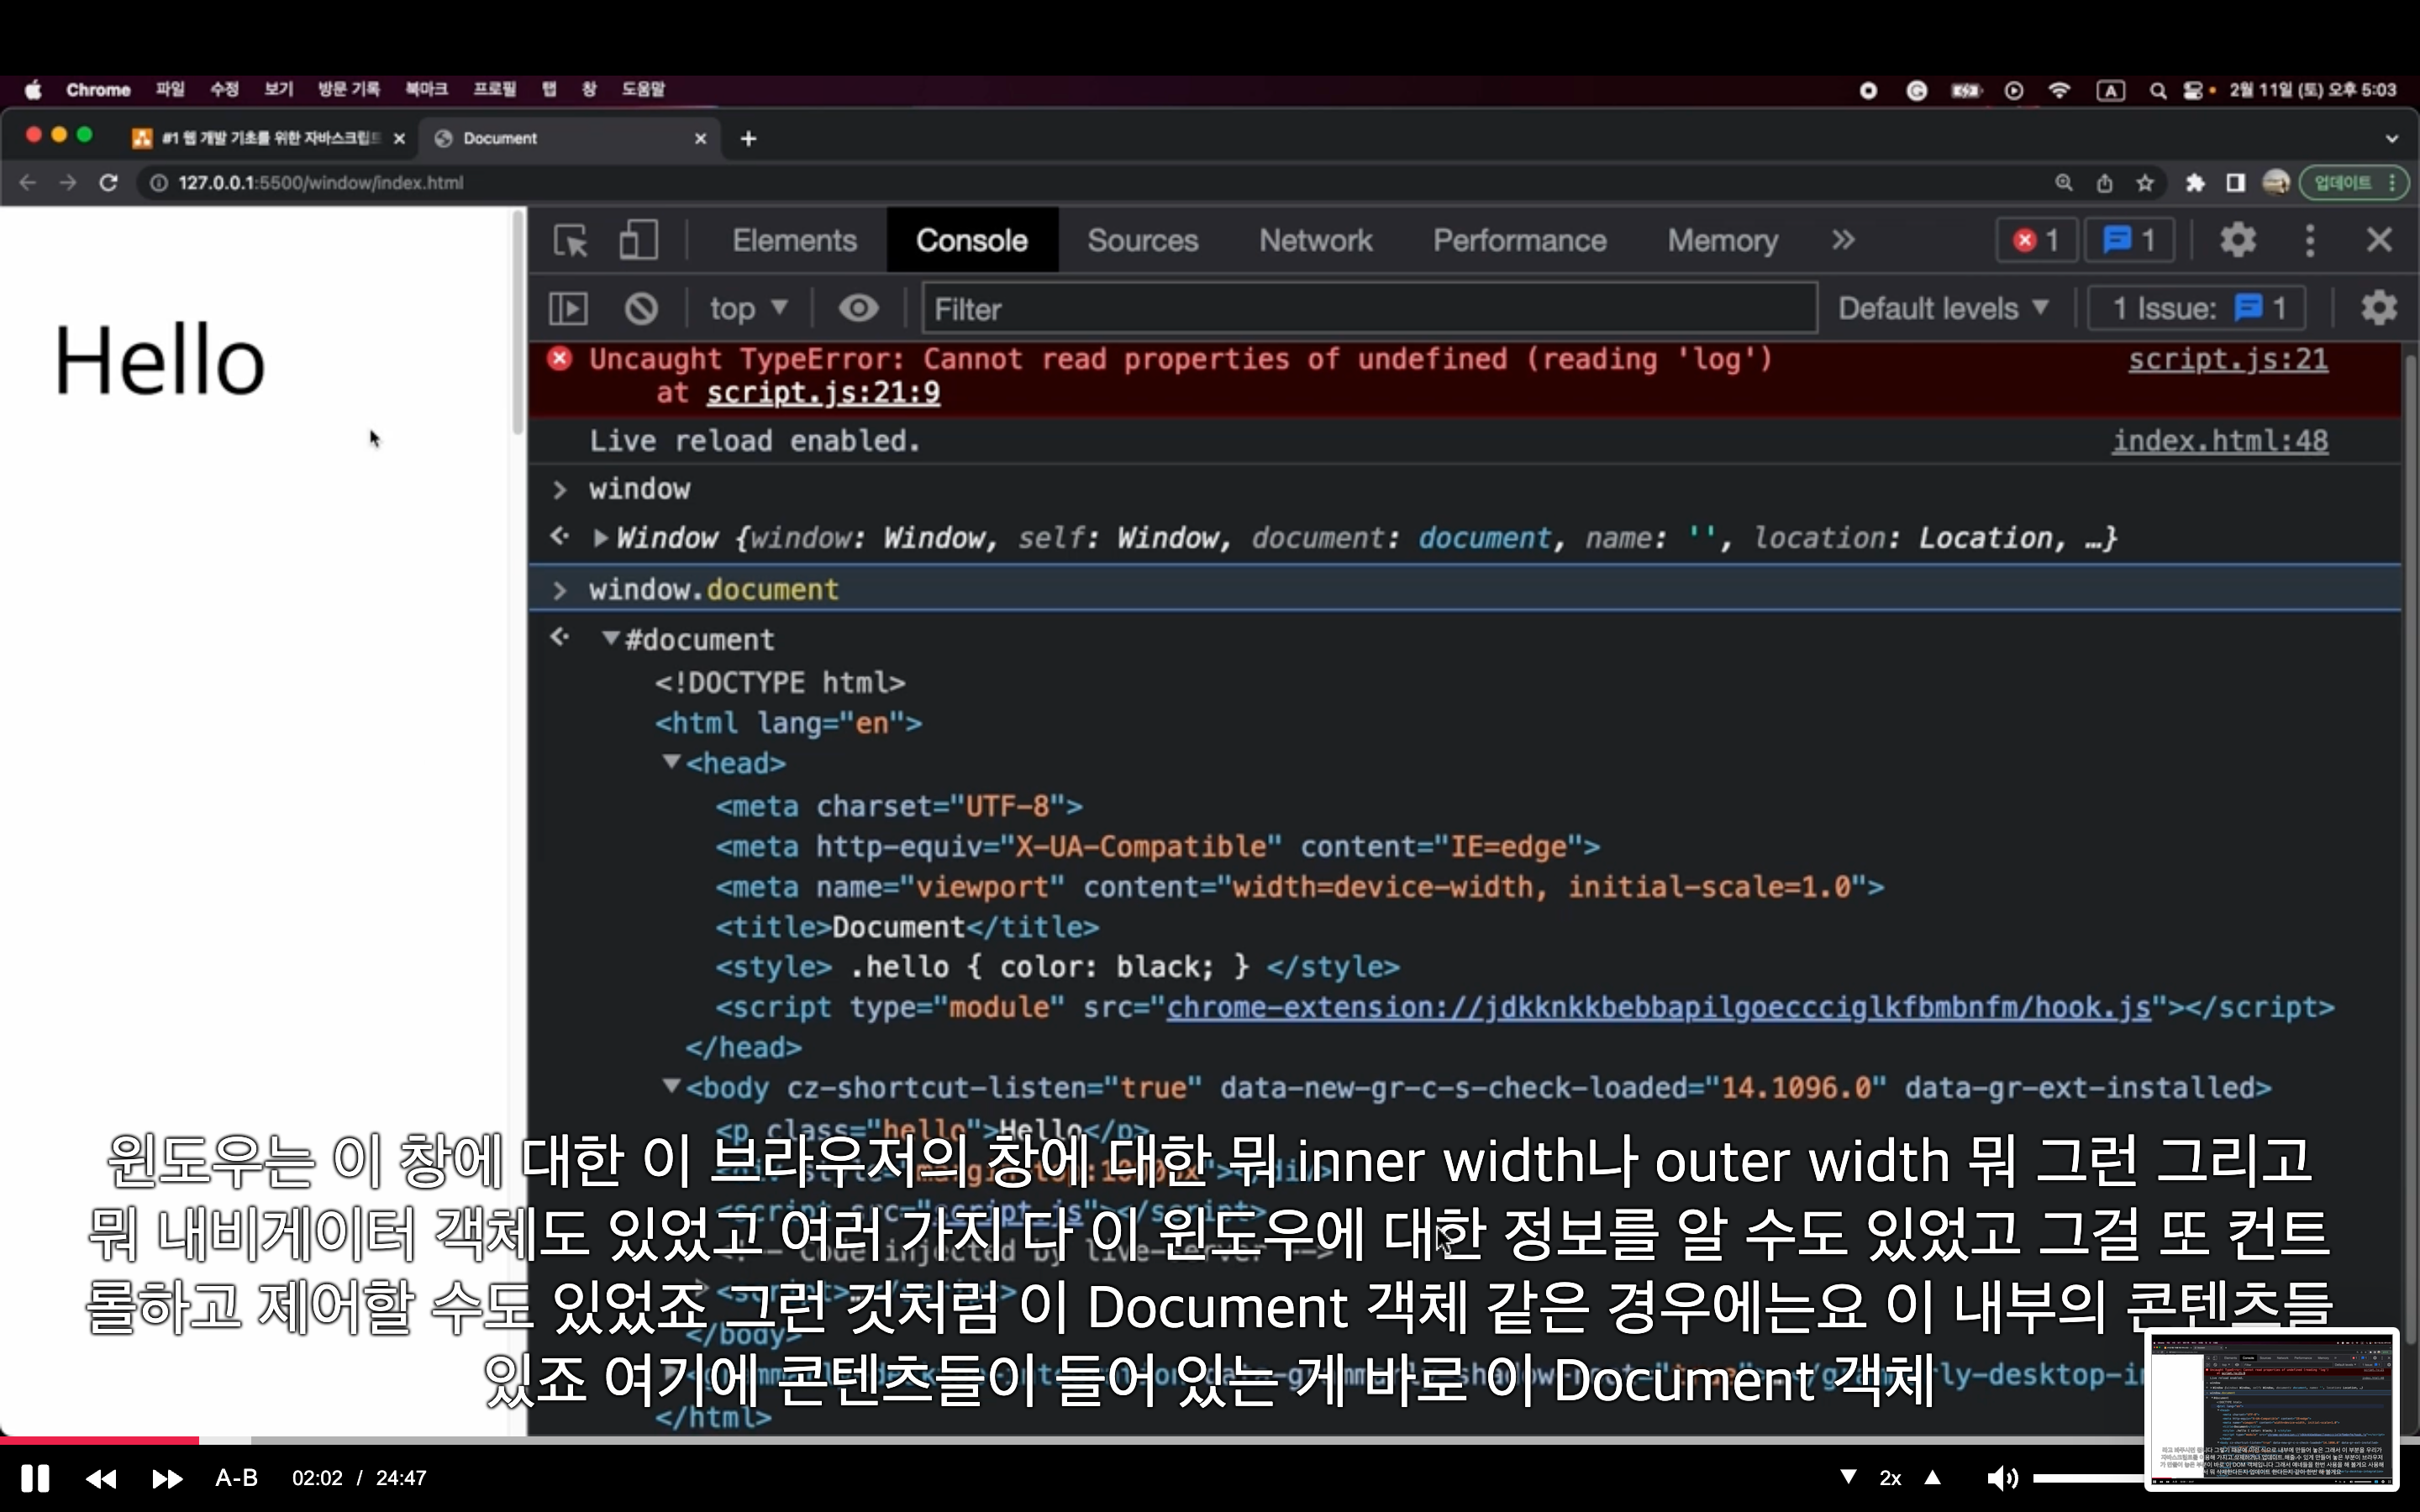 Chrome 파일 수정 보기 방문 기록 북마크 프로필 탭 창 도움말 A 2월 11일 (토) 오후 5:03
#1 웹 개발 기초를 위한 자바스크립트 Document
127.0.0.1:5500/window/index.html 업데이트
Hello
Elements Console Sources Network Performance Memory 1 1
top Filter Default levels 1 Issue: 1
Uncaught TypeError: Cannot read properties of undefined (reading 'log') script.js:21
at script.js:21:9
Live reload enabled. index.html:48
> window
Window {window: Window, self: Window, document: document, name: '', location: Location, …}
> window.document
#document
<!DOCTYPE html>
<html lang="en">
<head>
<meta charset="UTF-8">
<meta http-equiv="X-UA-Compatible" content="IE=edge">
<meta name="viewport" content="width=device-width, initial-scale=1.0">
<title>Document</title>
<style> .hello { color: black; } </style>
<script type="module" src="chrome-extension://jdkknkkbebbapilgoeccciglkfbmbnfm/hook.js"></script>
</head>
<body cz-shortcut-listen="true" data-new-gr-c-s-check-loaded="14.1096.0" data-gr-ext-installed>
<p class="hello">Hello</p>
윈도우는 이 창에 대한 이 브라우저의 창에 대한 뭐 inner width나 outer width 뭐 그런 그리고
<script src="script.js"></script>
뭐 내비게이터 객체도 있었고 여러 가지 다 이 윈도우에 대한 정보를 알 수도 있었고 그걸 또 컨트
<!-- Code injected by live-server -->
롤하고 제어할 수도 있었죠 그런 것처럼 이 Document 객체 같은 경우에는요 이 내부의 콘텐츠들
</body>
있죠 여기에 콘텐츠들이 들어 있는 게 바로 이 Document 객체
</html>
A-B 02:02 / 24:47 2x